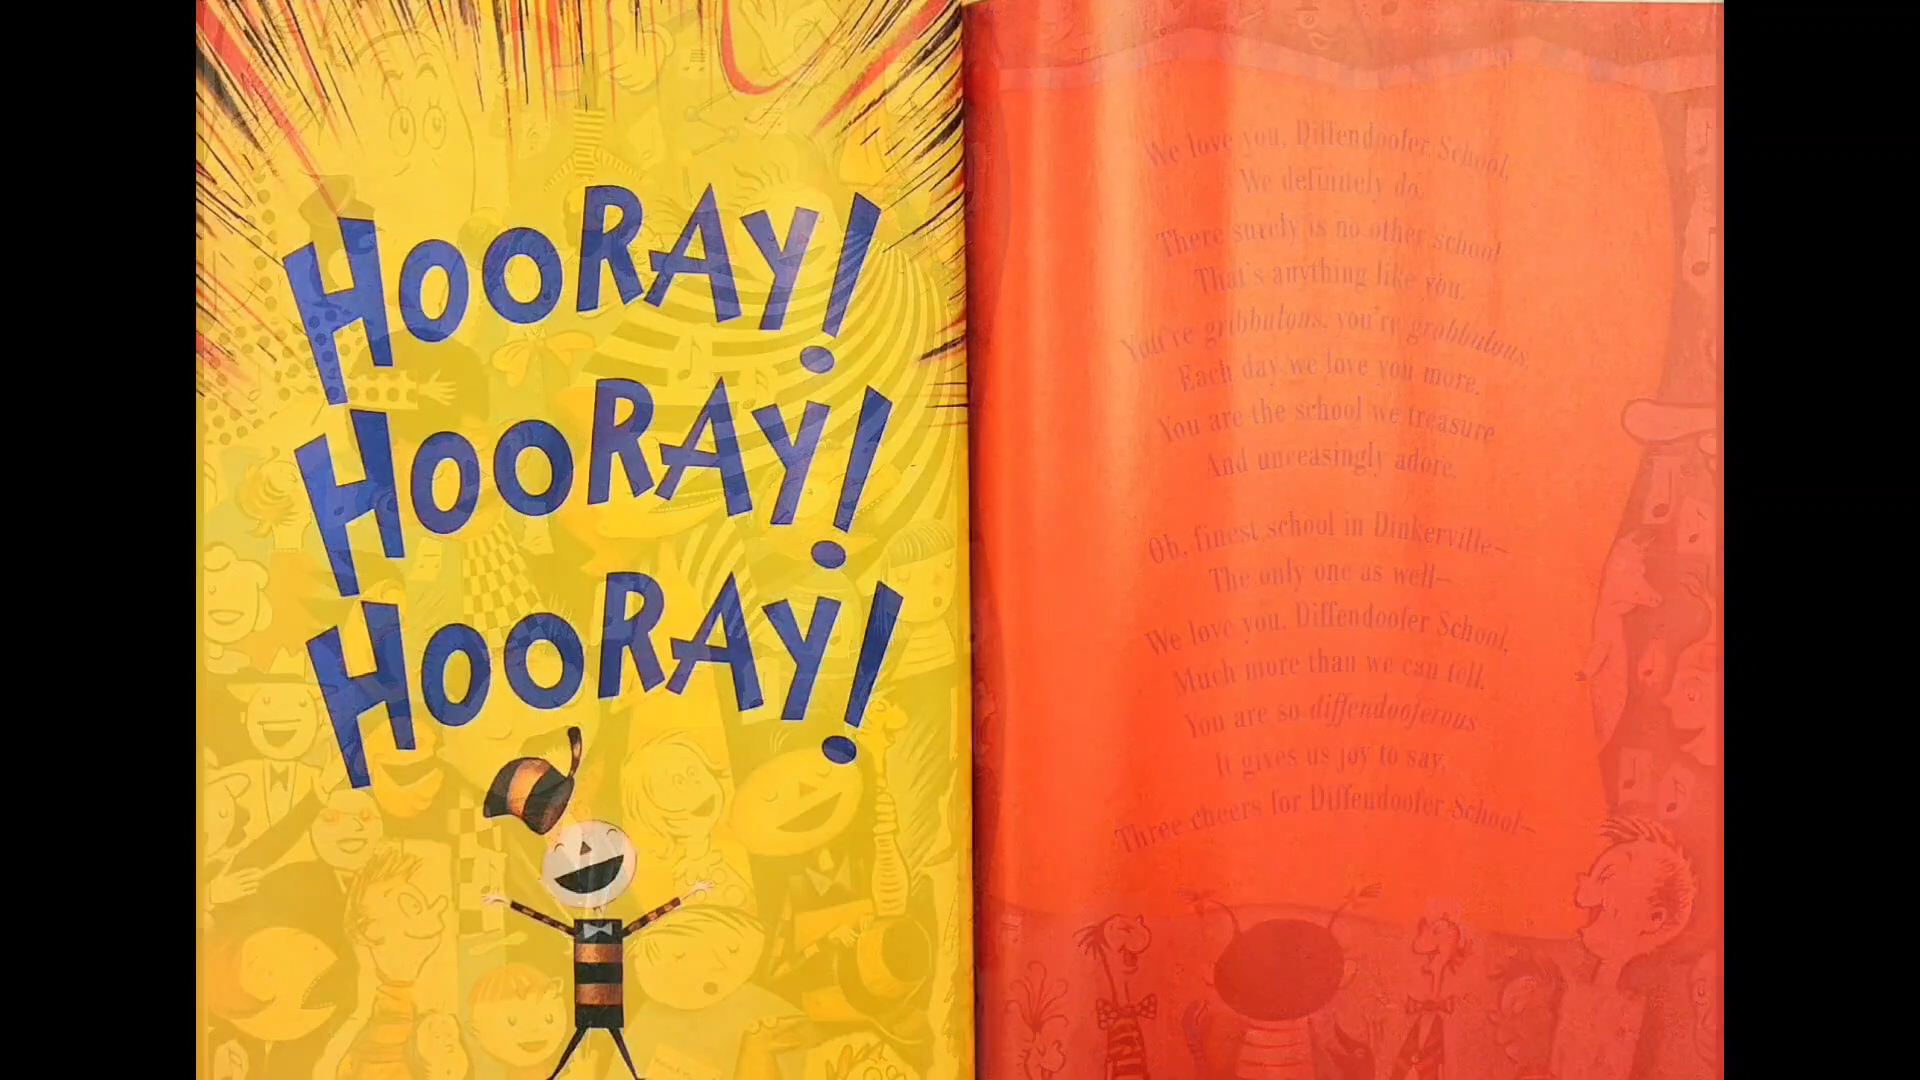 HOORAY!
HOORAY!
HOORAY!
We love you, Diffendoofer School,
We definitely do.
There surely is no other school
That's anything like you.
You're gribbulous, you're grobbulous,
Each day we love you more.
You are the school we treasure
And unceasingly adore.
Oh, finest school in Dinkerville–
The only one as well–
We love you, Diffendoofer School,
Much more than we can tell.
You are so diffendooferous
It gives us joy to say,
Three cheers for Diffendoofer School–